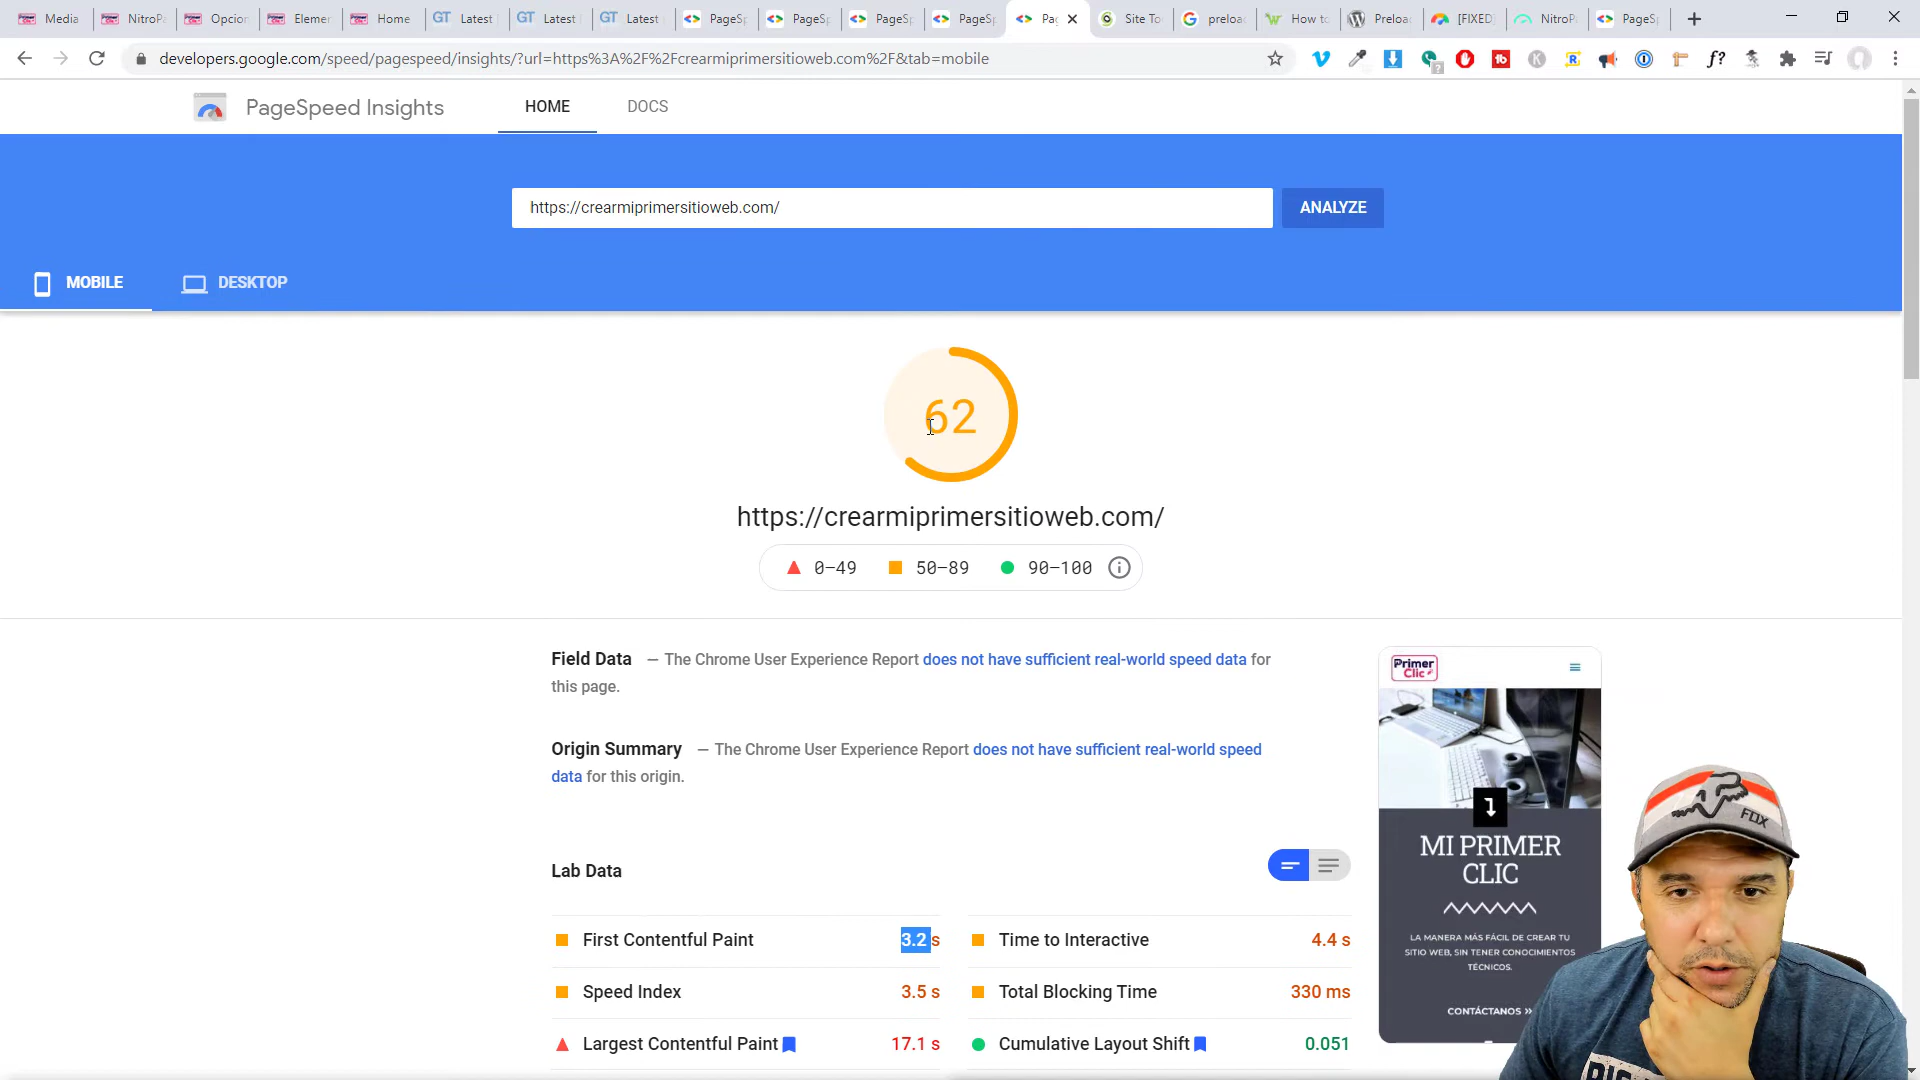 Media
NitroP
Opcion
Elemer
Home
GT Latest
GT Latest
GT Latest
PageSp
PageSp
PageSp
PageSp
Pag
Site To
preloa
How to
Preloa
[FIXED]
NitroP
PageSp
developers.google.com/speed/pagespeed/insights/?url=https%3A%2F%2Fcrearmiprimersitioweb.com%2F&tab=mobile
PageSpeed Insights
HOME
DOCS
https://crearmiprimersitioweb.com/
ANALYZE
MOBILE
DESKTOP
62
https://crearmiprimersitioweb.com/
0–49
50–89
90–100
Field Data — The Chrome User Experience Report does not have sufficient real-world speed data for
this page.
Origin Summary — The Chrome User Experience Report does not have sufficient real-world speed
data for this origin.
Lab Data
First Contentful Paint 3.2 s
Time to Interactive 4.4 s
Speed Index 3.5 s
Total Blocking Time 330 ms
Largest Contentful Paint 17.1 s
Cumulative Layout Shift 0.051
Primer
Clic
MI PRIMER
CLIC
LA MANERA MÁS FÁCIL DE CREAR TU
SITIO WEB, SIN TENER CONOCIMIENTOS
TÉCNICOS.
CONTÁCTANOS »
FOX